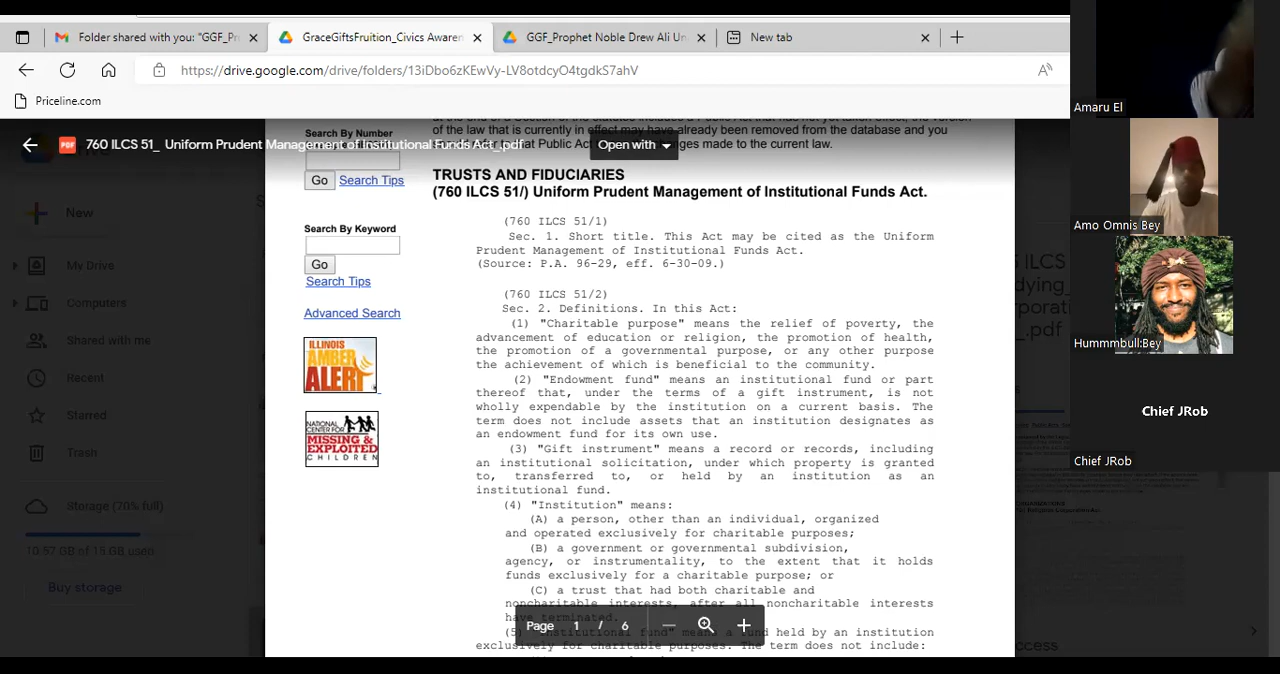 Folder shared with you: "GGF_Pr
GraceGiftsFruition_Civics Awaren
GGF_Prophet Noble Drew Ali Un
New tab
https://drive.google.com/drive/folders/13iDbo6zKEwVy-LV8otdcyO4tgdkS7ahV
Priceline.com
of the law that is currently in effect may have already been removed from the database and you
760 ILCS 51_ Uniform Prudent Management of Institutional Funds Act_.pdf
Open with
changes made to the current law.
Search By Number
Go
Search Tips
Search By Keyword
Go
Search Tips
Advanced Search
ILLINOIS
AMBER
ALERT
NATIONAL
CENTER FOR
MISSING &
EXPLOITED
CHILDREN
TRUSTS AND FIDUCIARIES
(760 ILCS 51/) Uniform Prudent Management of Institutional Funds Act.
(760 ILCS 51/1)
Sec. 1. Short title. This Act may be cited as the Uniform
Prudent Management of Institutional Funds Act.
(Source: P.A. 96-29, eff. 6-30-09.)
(760 ILCS 51/2)
Sec. 2. Definitions. In this Act:
(1) "Charitable purpose" means the relief of poverty, the
advancement of education or religion, the promotion of health,
the promotion of a governmental purpose, or any other purpose
the achievement of which is beneficial to the community.
(2) "Endowment fund" means an institutional fund or part
thereof that, under the terms of a gift instrument, is not
wholly expendable by the institution on a current basis. The
term does not include assets that an institution designates as
an endowment fund for its own use.
(3) "Gift instrument" means a record or records, including
an institutional solicitation, under which property is granted
to, transferred to, or held by an institution as an
institutional fund.
(4) "Institution" means:
(A) a person, other than an individual, organized
and operated exclusively for charitable purposes;
(B) a government or governmental subdivision,
agency, or instrumentality, to the extent that it holds
funds exclusively for a charitable purpose; or
(C) a trust that had both charitable and
noncharitable interests, after all noncharitable interests
have terminated.
(5) "Institutional fund" means a fund held by an institution
exclusively for charitable purposes. The term does not include:
Page 1 / 6
New
My Drive
Computers
Shared with me
Recent
Starred
Trash
Storage (70% full)
10.57 GB of 15 GB used
Buy storage
Amaru El
Amo Omnis Bey
Hummmbull:Bey
Chief JRob
Chief JRob